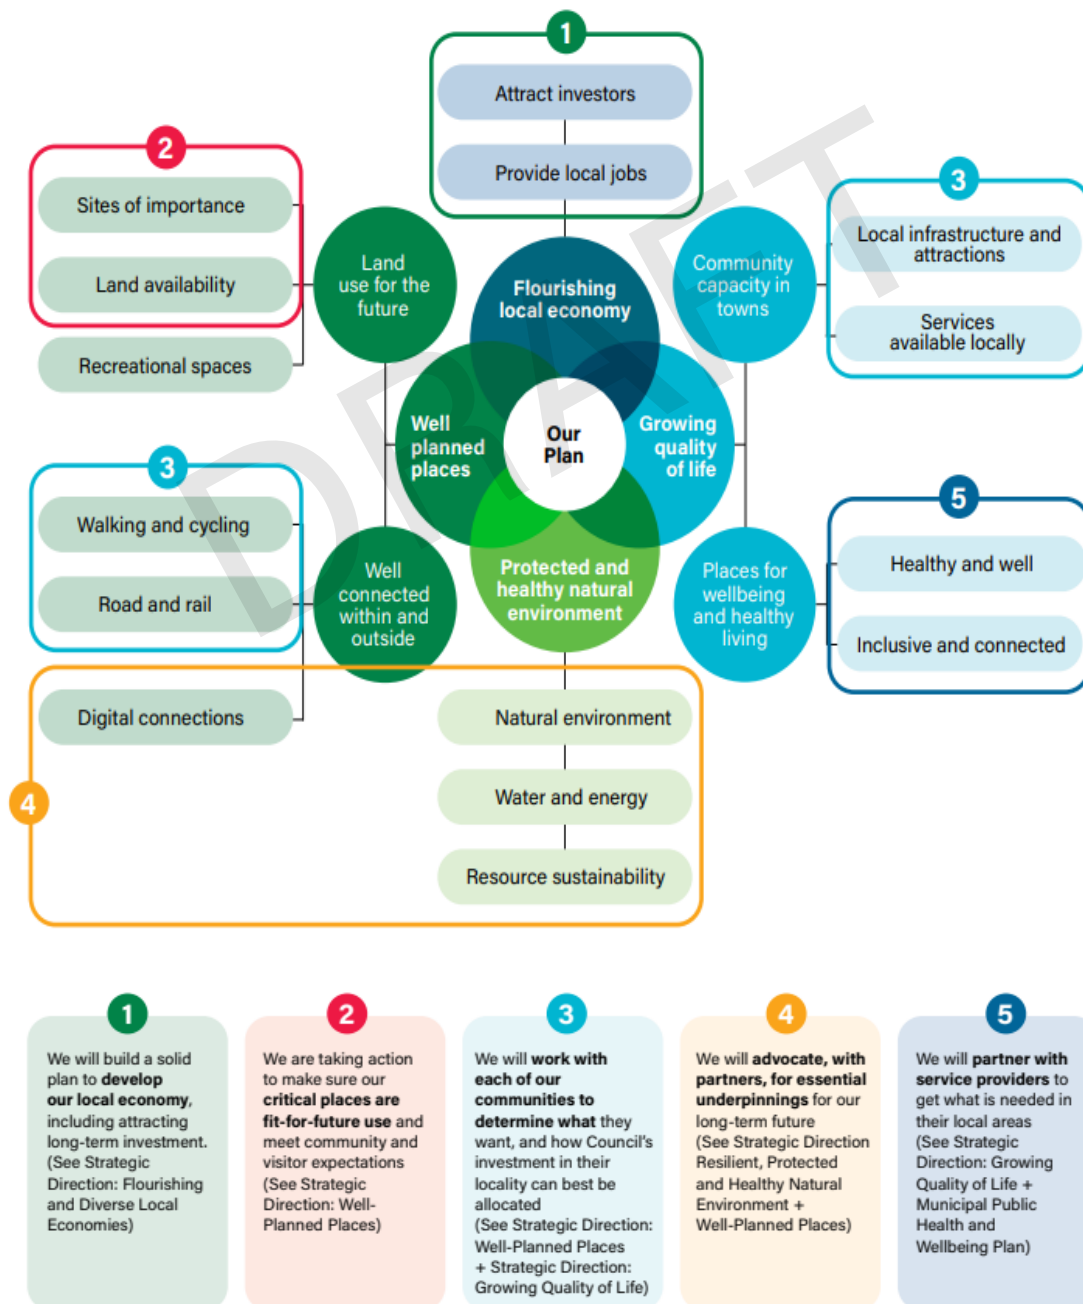 1
Attract investors
Provide local jobs
2
Sites of importance
Land availability
Recreational spaces
Land
use for the
future
Flourishing
local economy
Community
capacity in
towns
3
Local infrastructure and
attractions
Services
available locally
Well
planned
places
Our
Plan
Growing
quality
of life
3
Walking and cycling
Road and rail
Digital connections
Well
connected
within and
outside
Protected and
healthy natural
environment
Places for
wellbeing
and healthy
living
5
Healthy and well
Inclusive and connected
4
Natural environment
Water and energy
Resource sustainability
DRAFT
1
We will build a solid
plan to develop
our local economy,
including attracting
long-term investment.
(See Strategic
Direction: Flourishing
and Diverse Local
Economies)
2
We are taking action
to make sure our
critical places are
fit-for-future use and
meet community and
visitor expectations
(See Strategic
Direction: Well-
Planned Places)
3
We will work with
each of our
communities to
determine what they
want, and how Council's
investment in their
locality can best be
allocated
(See Strategic Direction:
Well-Planned Places
+ Strategic Direction:
Growing Quality of Life)
4
We will advocate, with
partners, for essential
underpinnings for our
long-term future
(See Strategic Direction
Resilient, Protected
and Healthy Natural
Environment +
Well-Planned Places)
5
We will partner with
service providers to
get what is needed in
their local areas
(See Strategic
Direction: Growing
Quality of Life +
Municipal Public
Health and
Wellbeing Plan)